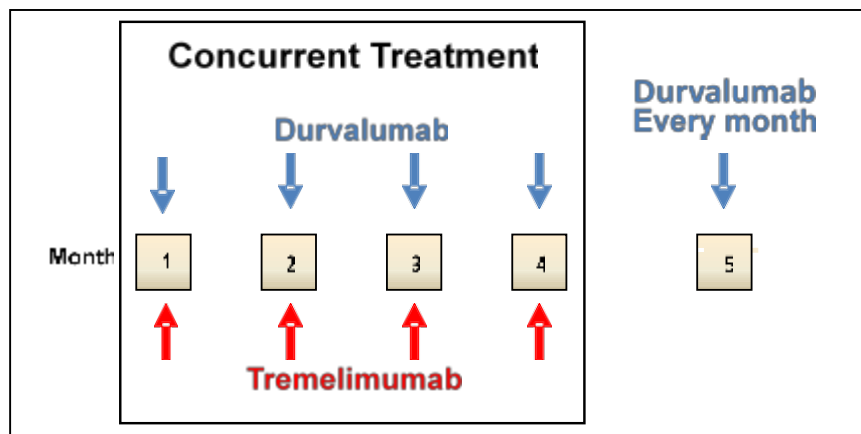 Concurrent Treatment
Durvalumab
Durvalumab
Every month
Month 1 2 3 4 5
Tremelimumab